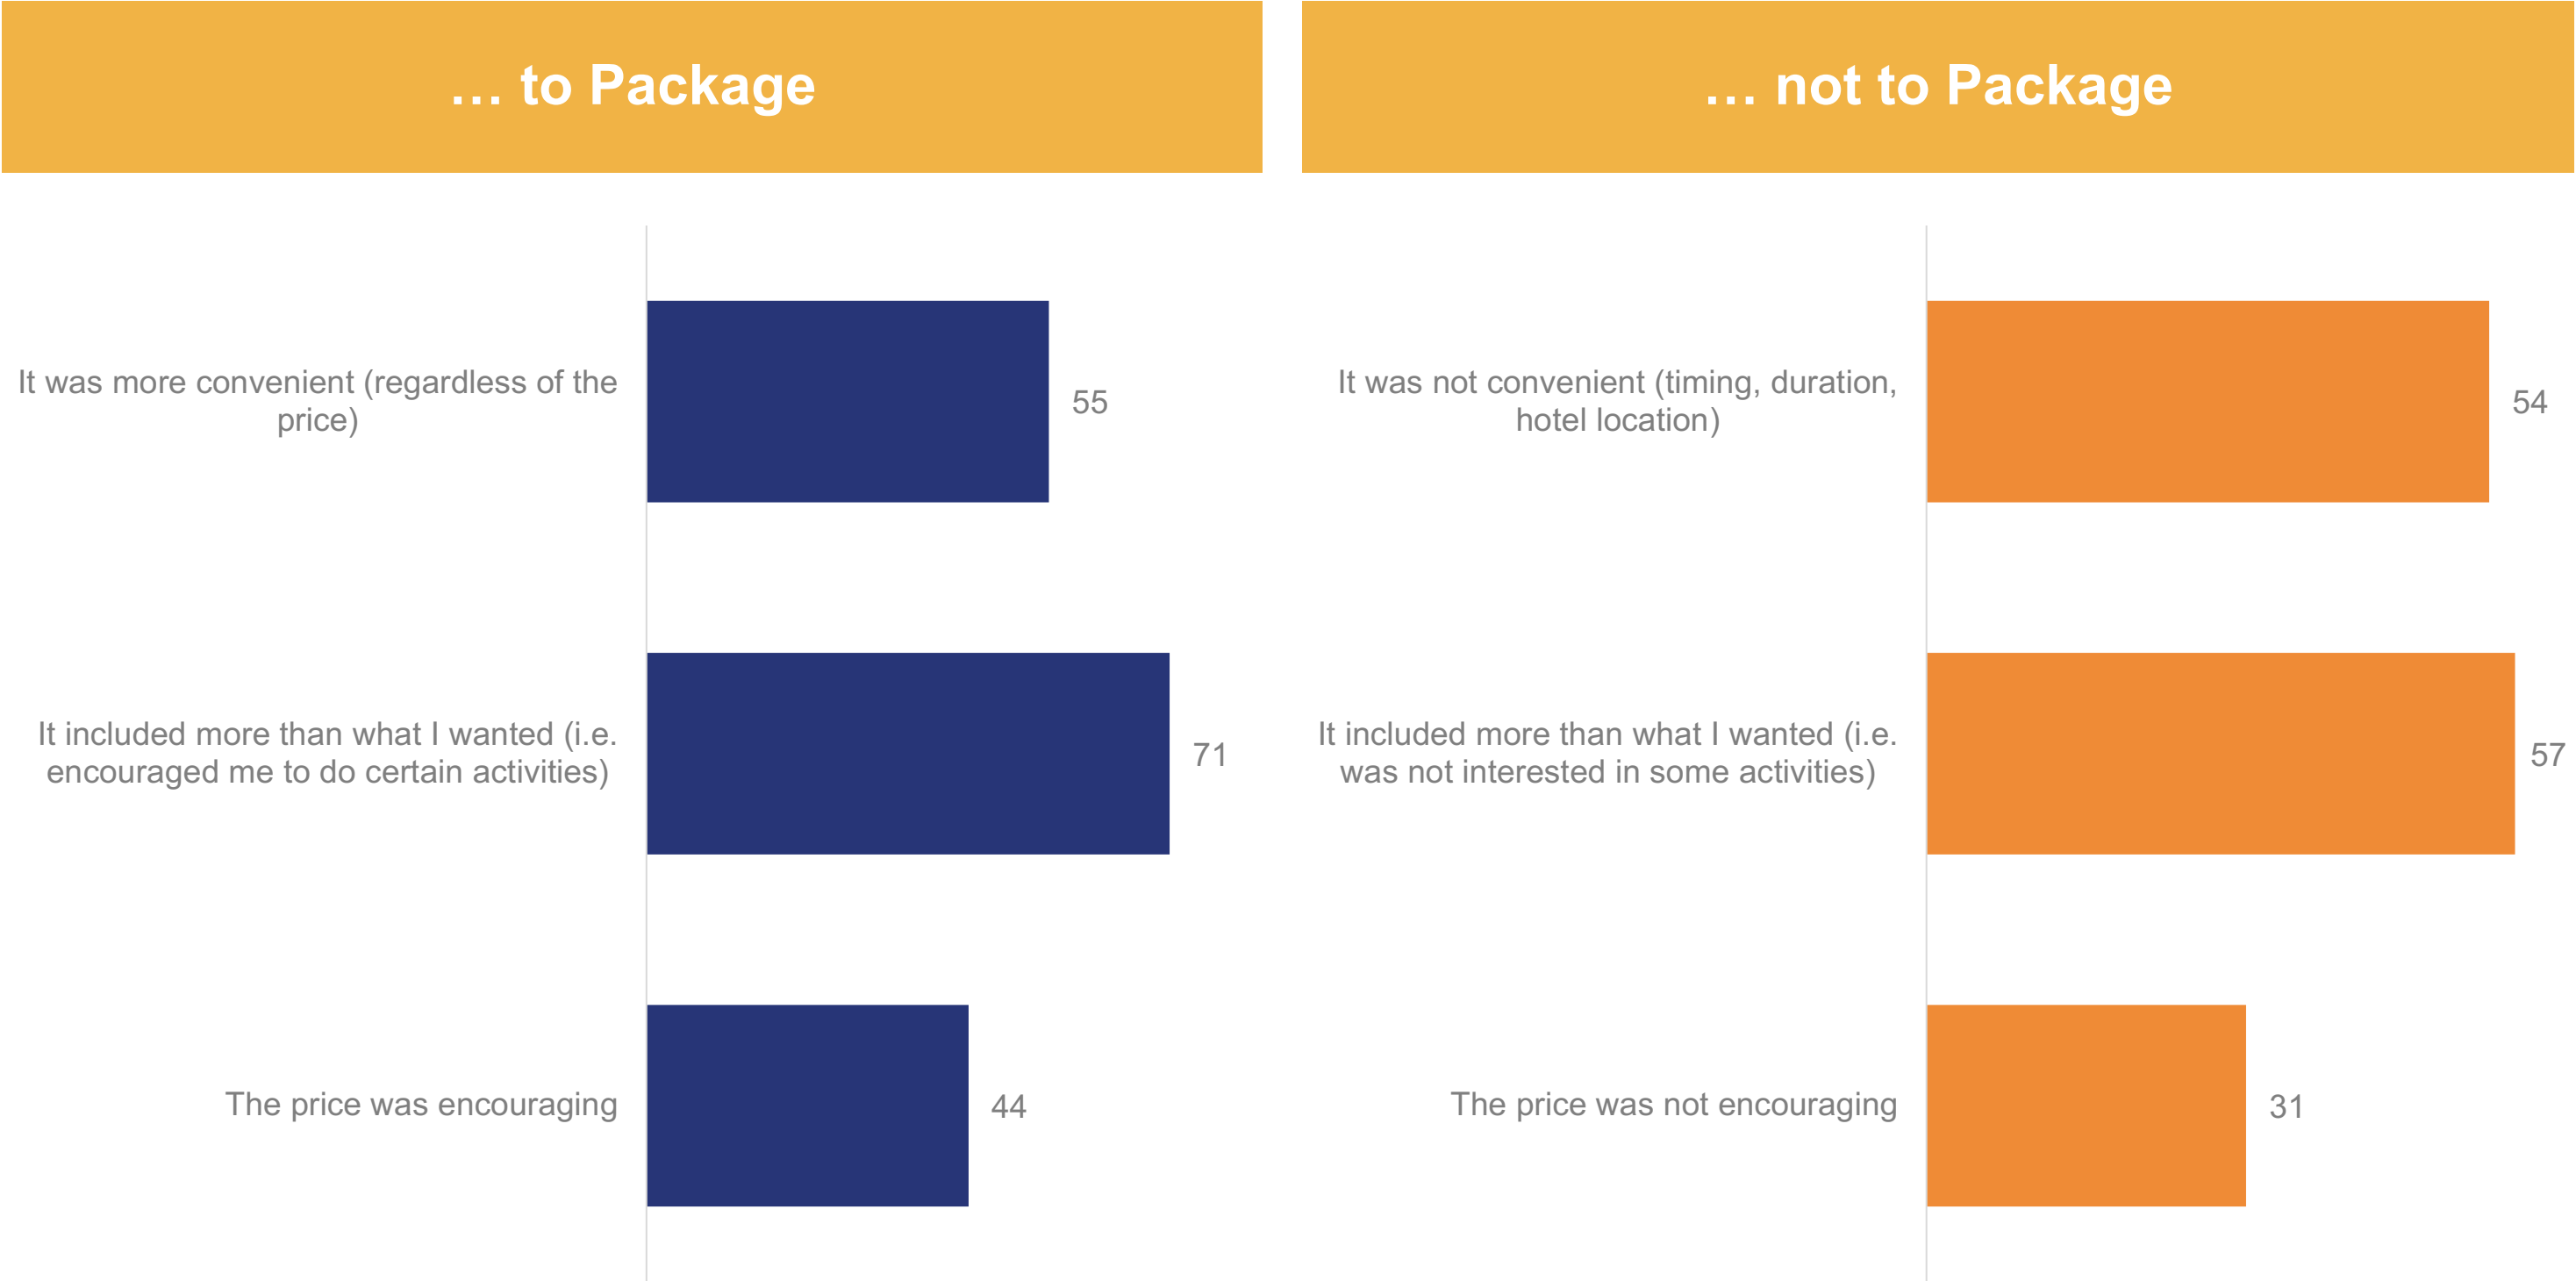 … to Package
It was more convenient (regardless of the
price)
55
It included more than what I wanted (i.e.
encouraged me to do certain activities)
71
The price was encouraging
44
… not to Package
It was not convenient (timing, duration,
hotel location)
54
It included more than what I wanted (i.e.
was not interested in some activities)
57
The price was not encouraging
31